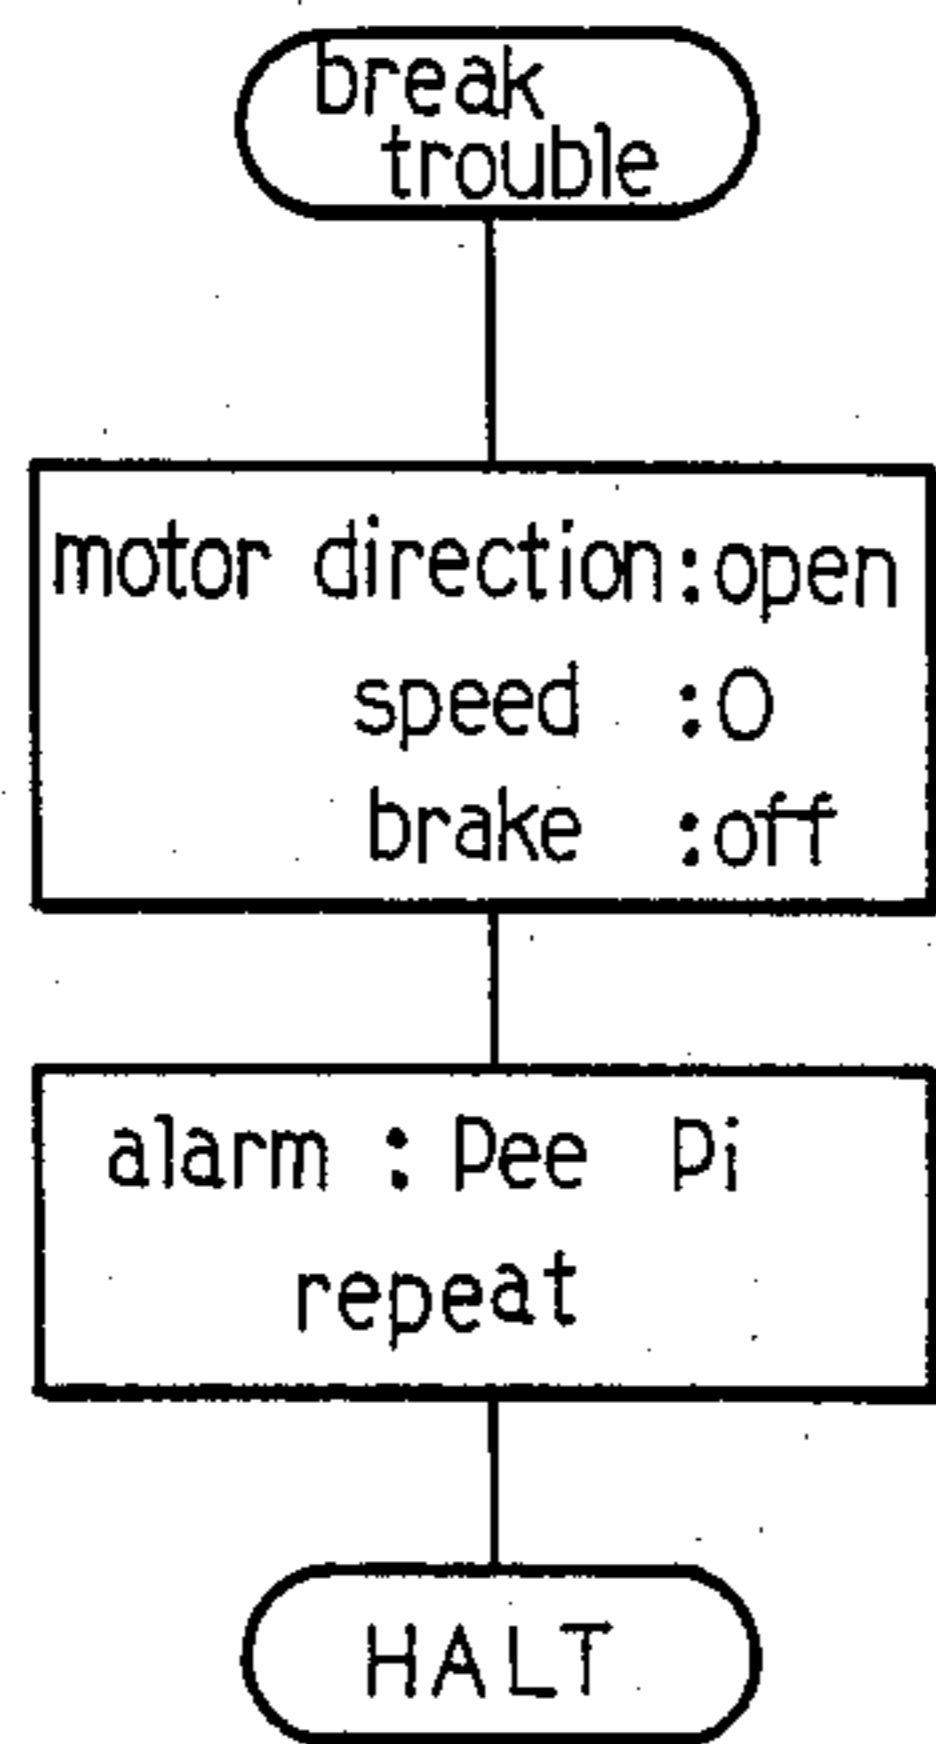 break
trouble
motor direction:open
speed :0
brake :off
alarm : Pee Pi
repeat
HALT